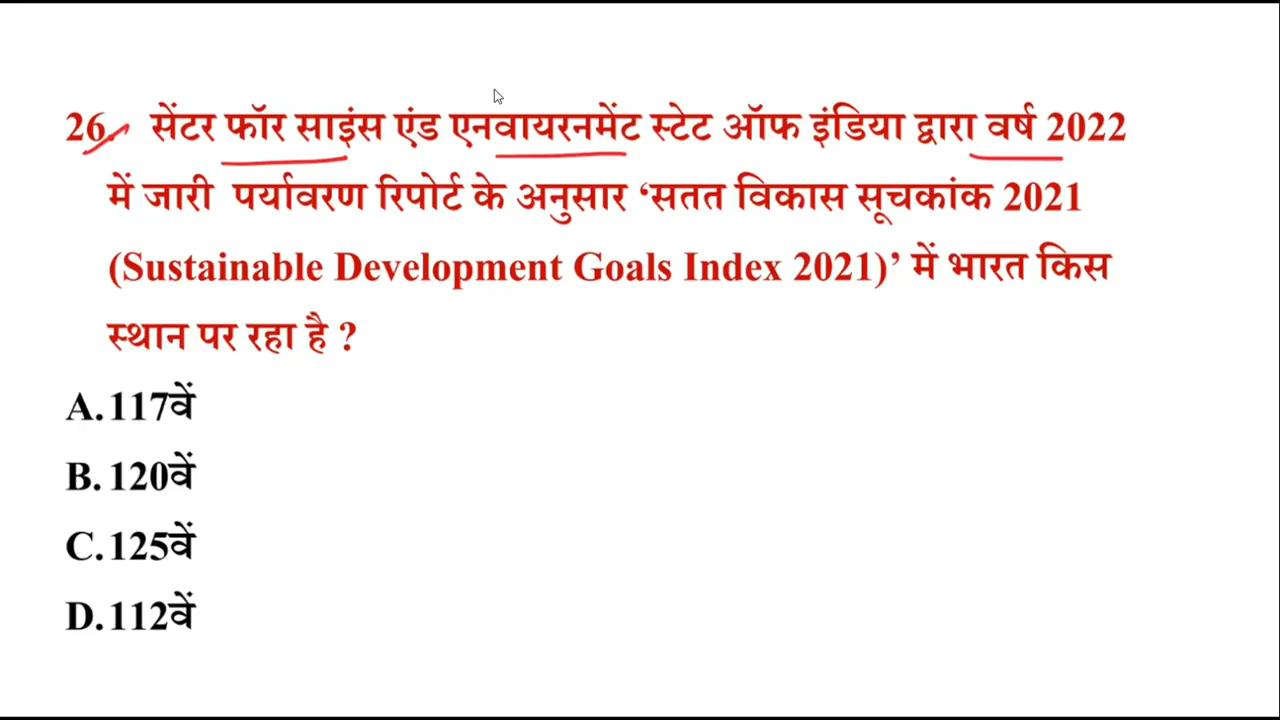 26. सेंटर फॉर साइंस एंड एनवायरनमेंट स्टेट ऑफ इंडिया द्वारा वर्ष 2022
में जारी पर्यावरण रिपोर्ट के अनुसार ‘सतत विकास सूचकांक 2021
(Sustainable Development Goals Index 2021)’ में भारत किस
स्थान पर रहा है ?
A. 117वें
B. 120वें
C. 125वें
D. 112वें